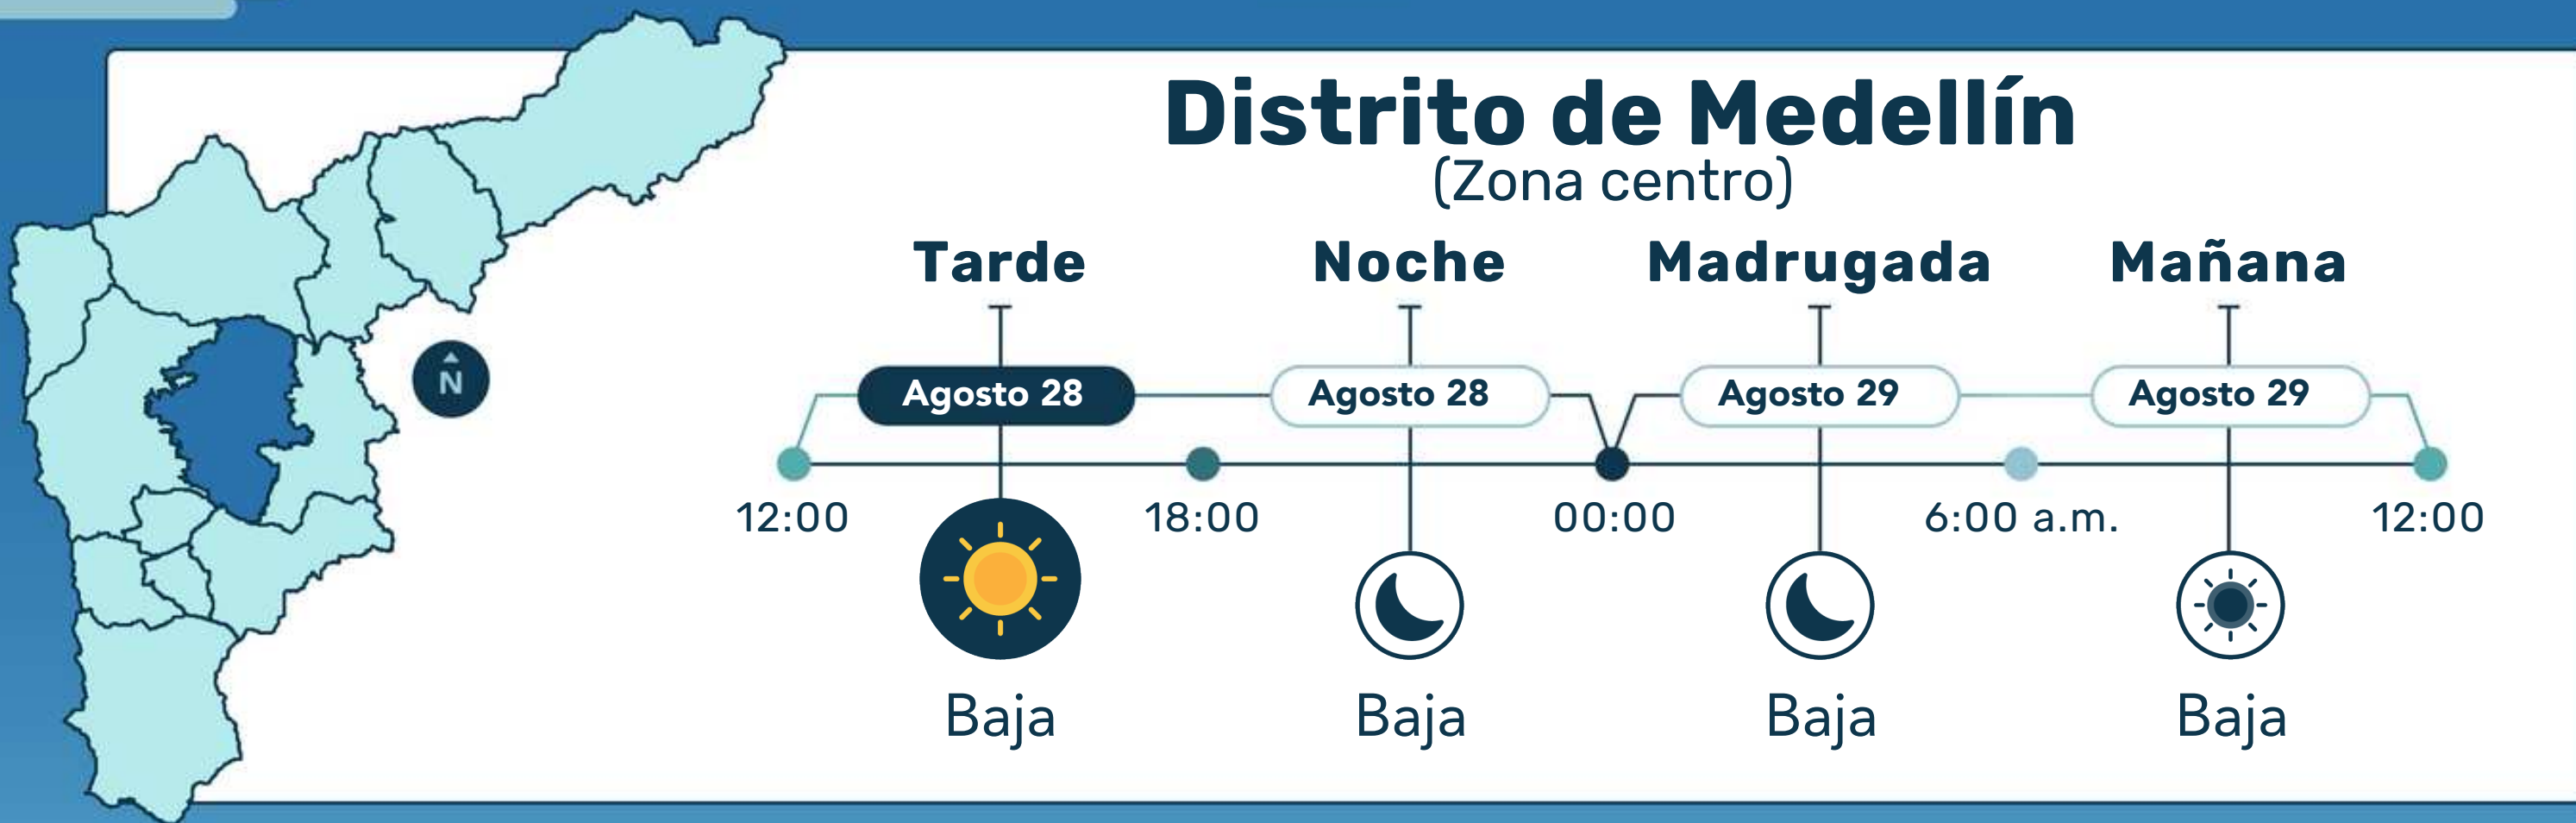 Distrito de Medellín
(Zona centro)
Tarde Noche Madrugada Mañana
N
Agosto 28 Agosto 28 Agosto 29 Agosto 29
12:00 18:00 00:00 6:00 a.m. 12:00
Baja Baja Baja Baja